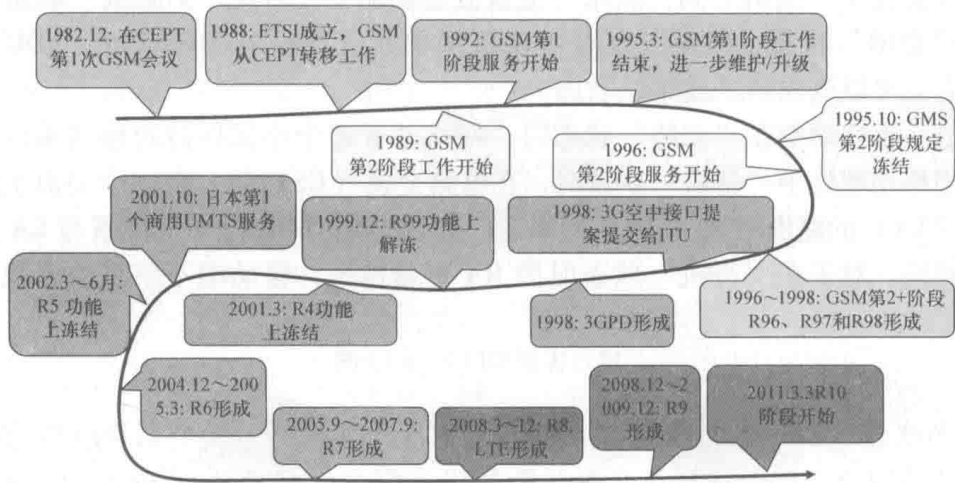 1982.12: 在CEPT
第1次GSM会议
1988: ETSI成立，GSM
从CEPT转移工作
1992: GSM第1
阶段服务开始
1995.3: GSM第1阶段工作
结束，进一步维护/升级
1995.10: GMS
第2阶段规定
冻结
1989: GSM
第2阶段工作开始
1996: GSM
第2阶段服务开始
2001.10: 日本第1
个商用UMTS服务
1999.12: R99功能上
解冻
1998: 3G空中接口提
案提交给ITU
2002.3～6月:
R5 功能
上冻结
2001.3: R4功能
上冻结
1998: 3GPD形成
1996~1998: GSM第2+阶段
R96、R97和R98形成
2004.12～200
5.3: R6形成
2005.9～2007.9:
R7形成
2008.3～12: R8,
LTE形成
2008.12～2
009.12: R9
形成
2011.3.3R10
阶段开始